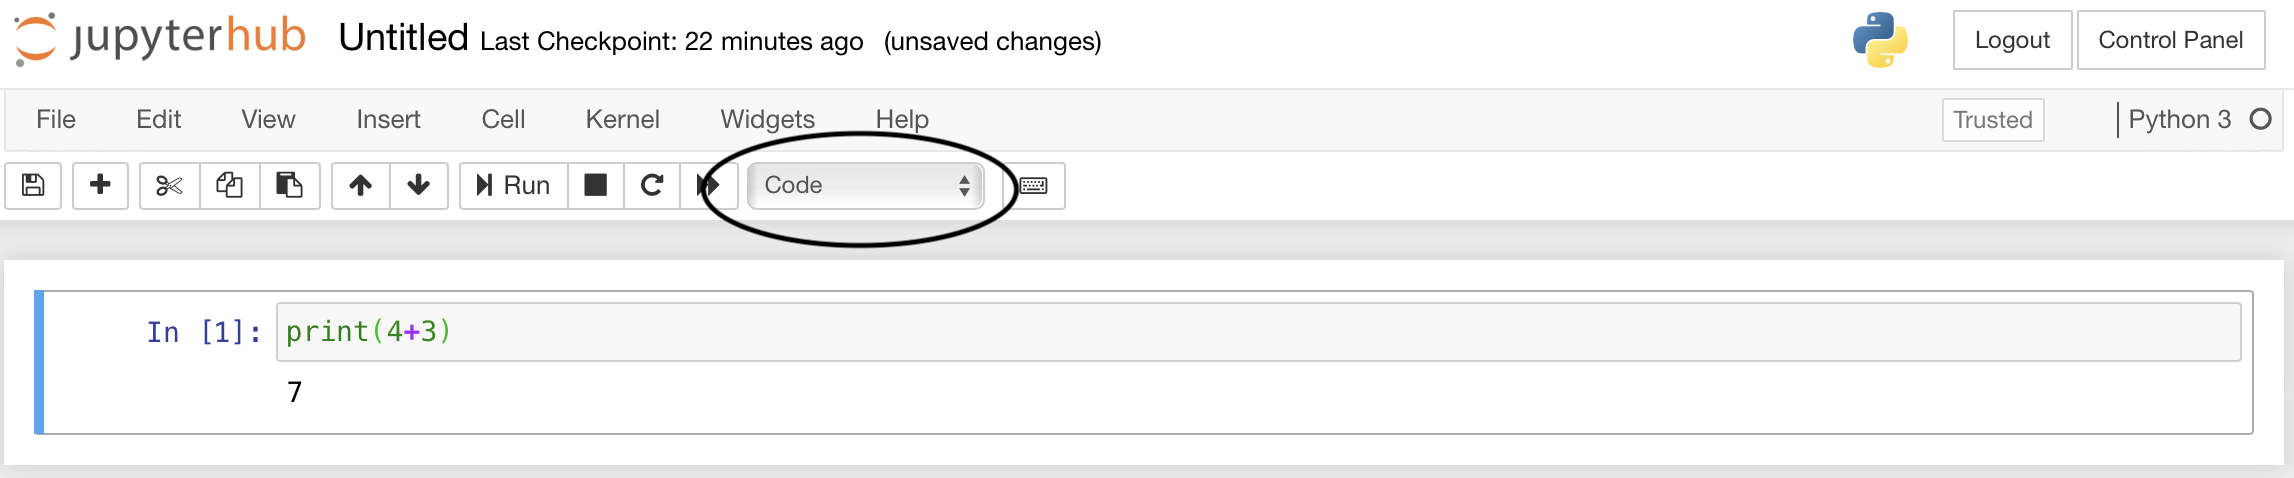 jupyterhub Untitled Last Checkpoint: 22 minutes ago (unsaved changes) Logout Control Panel
File Edit View Insert Cell Kernel Widgets Help Trusted Python 3
Run Code
In [1]: print(4+3)
7